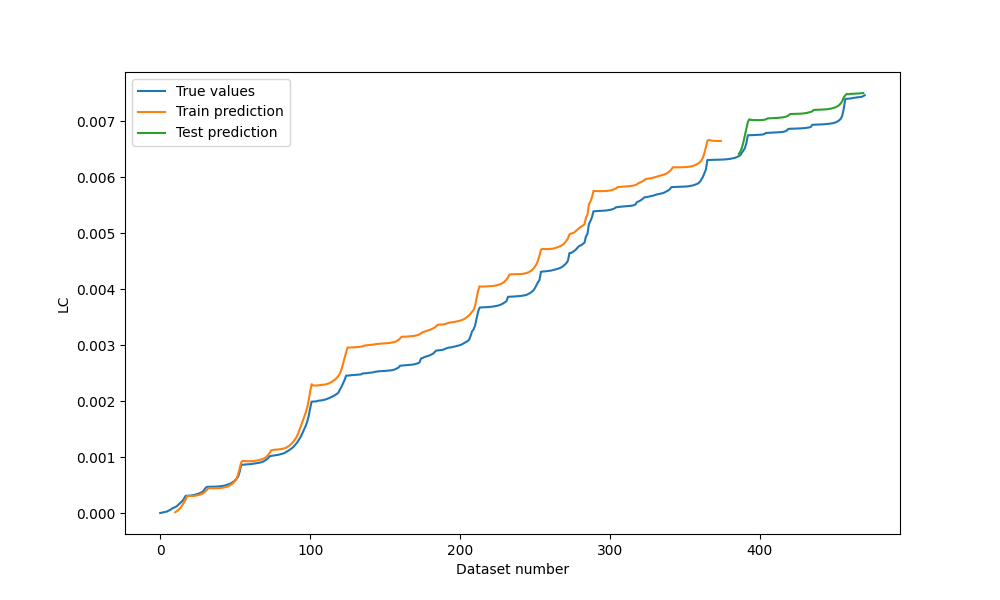 True values
Train prediction
Test prediction
0.007
0.006
0.005
0.004
0.003
0.002
0.001
0.000
LC
0
100
200
300
400
Dataset number